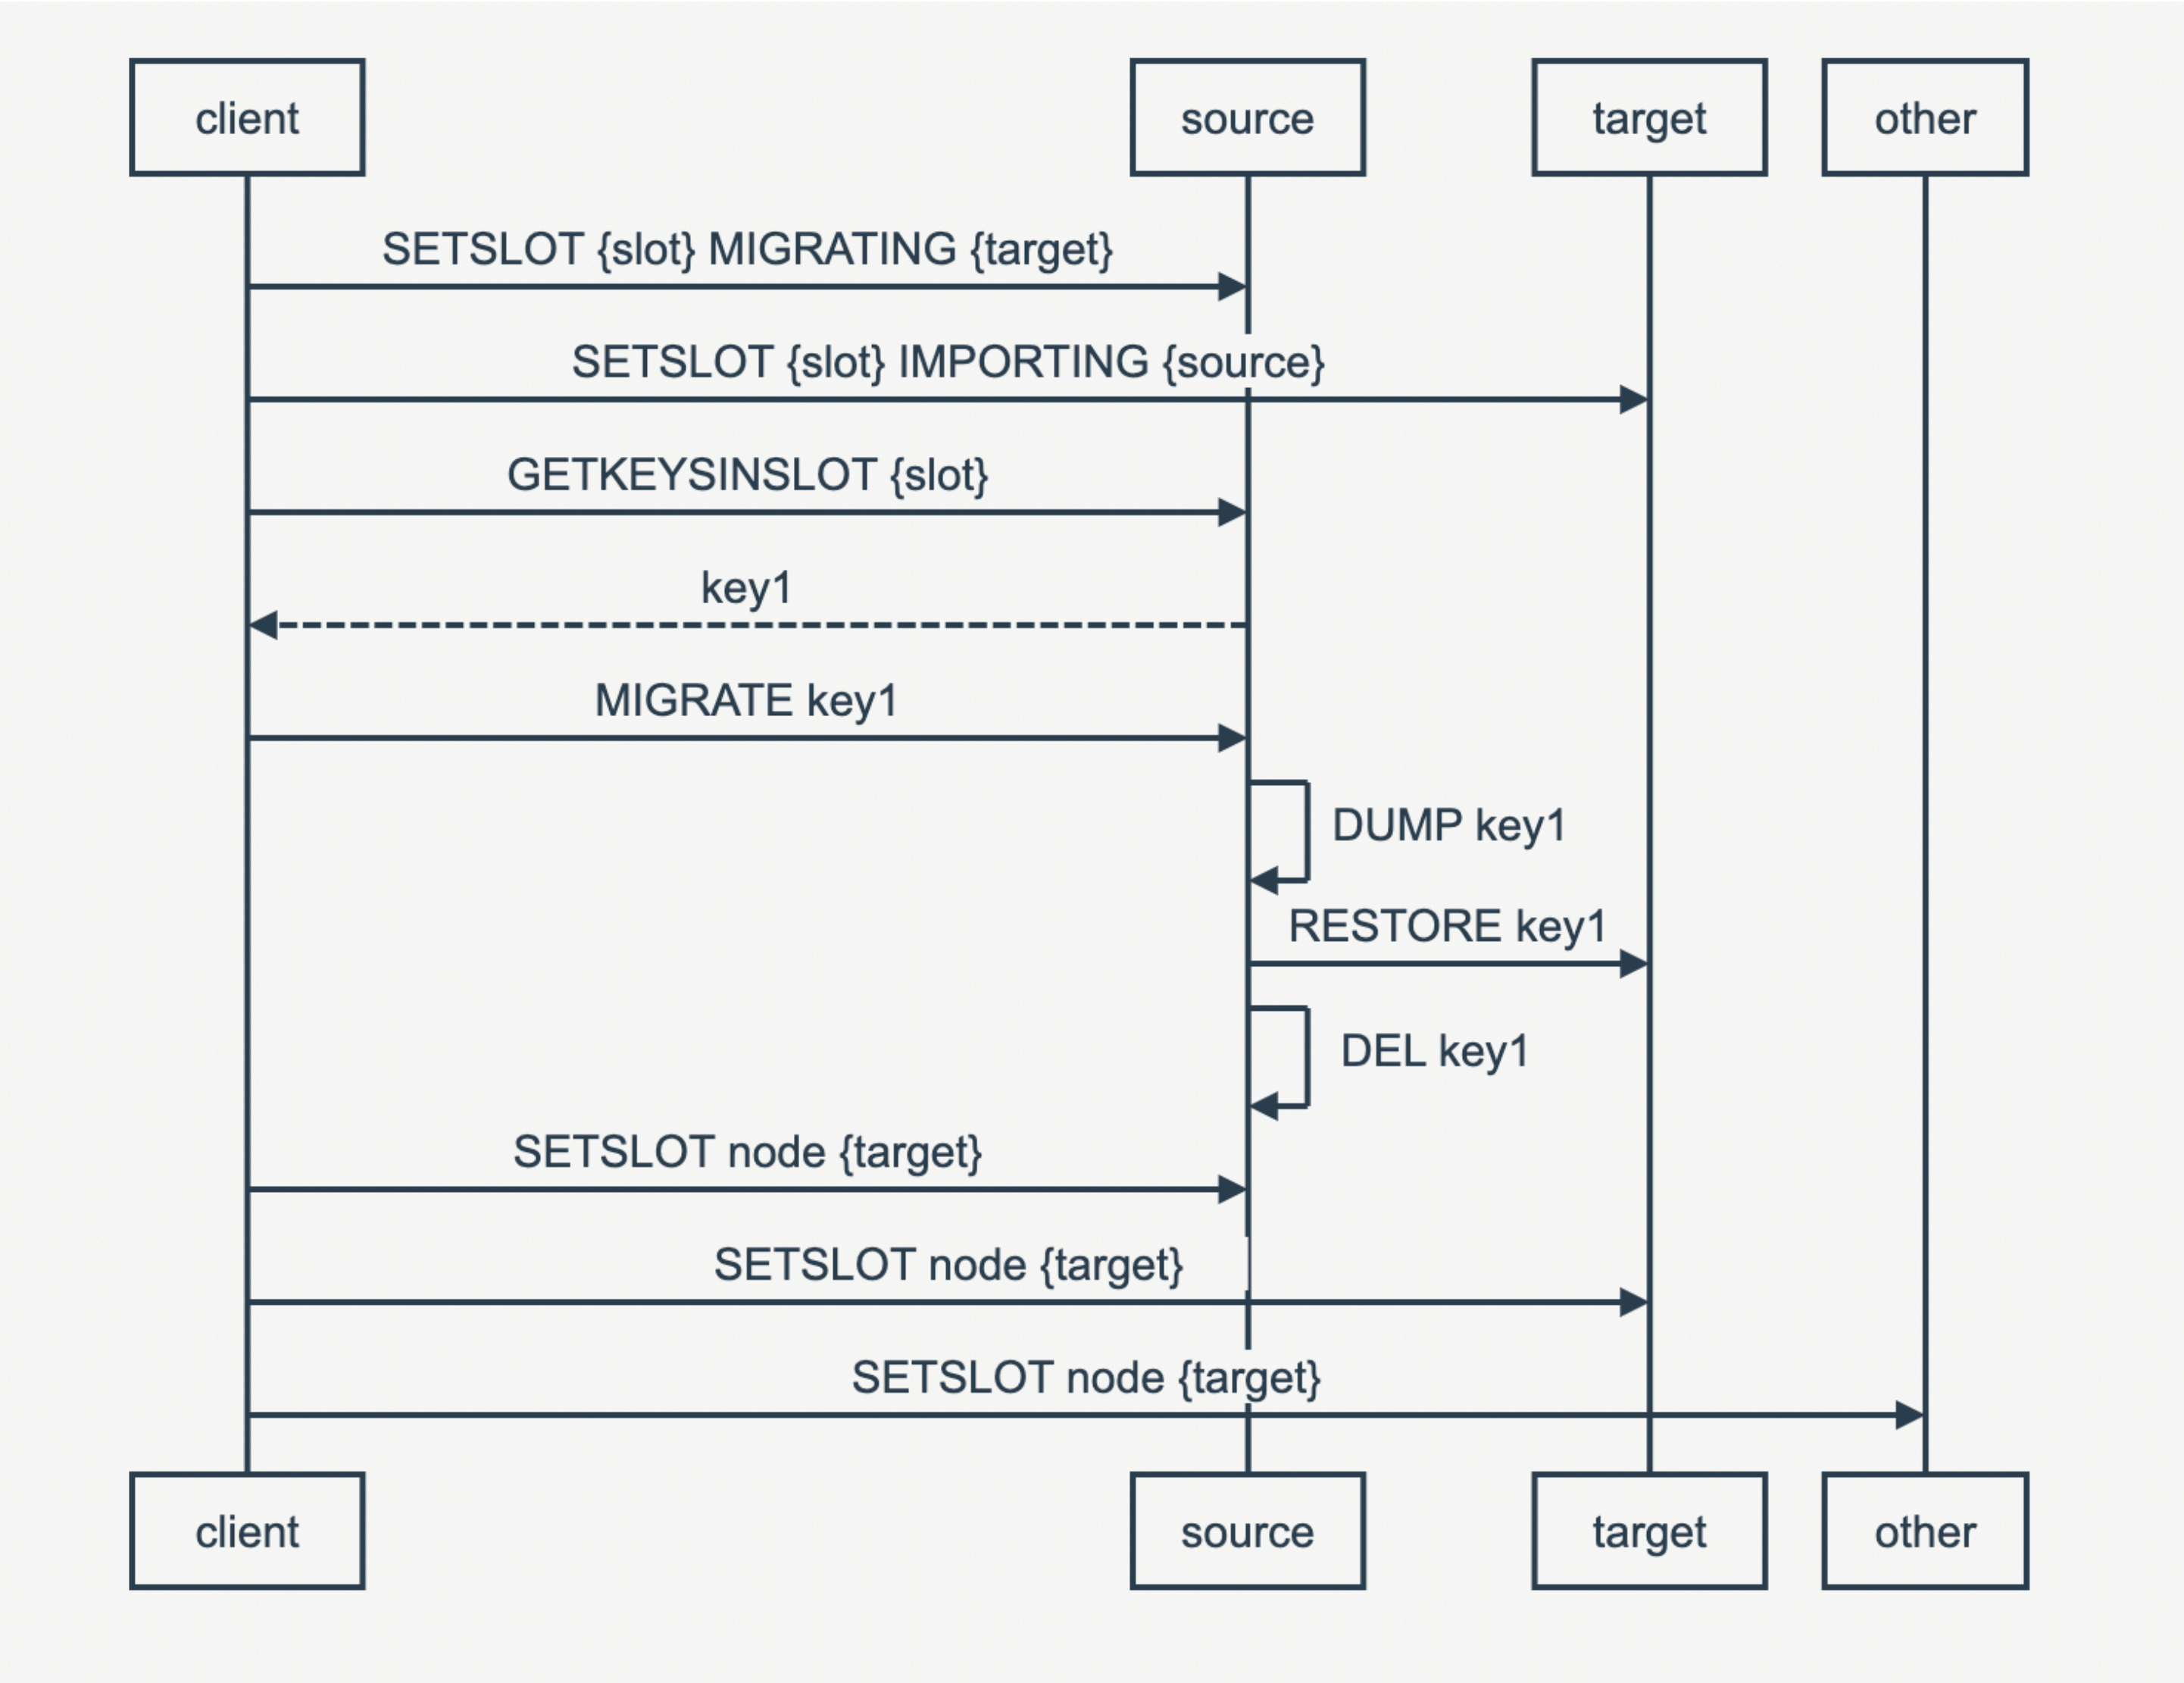 client
source
target
other
SETSLOT {slot} MIGRATING {target}
SETSLOT {slot} IMPORTING {source}
GETKEYSINSLOT {slot}
key1
MIGRATE key1
DUMP key1
RESTORE key1
DEL key1
SETSLOT node {target}
SETSLOT node {target}
SETSLOT node {target}
client
source
target
other